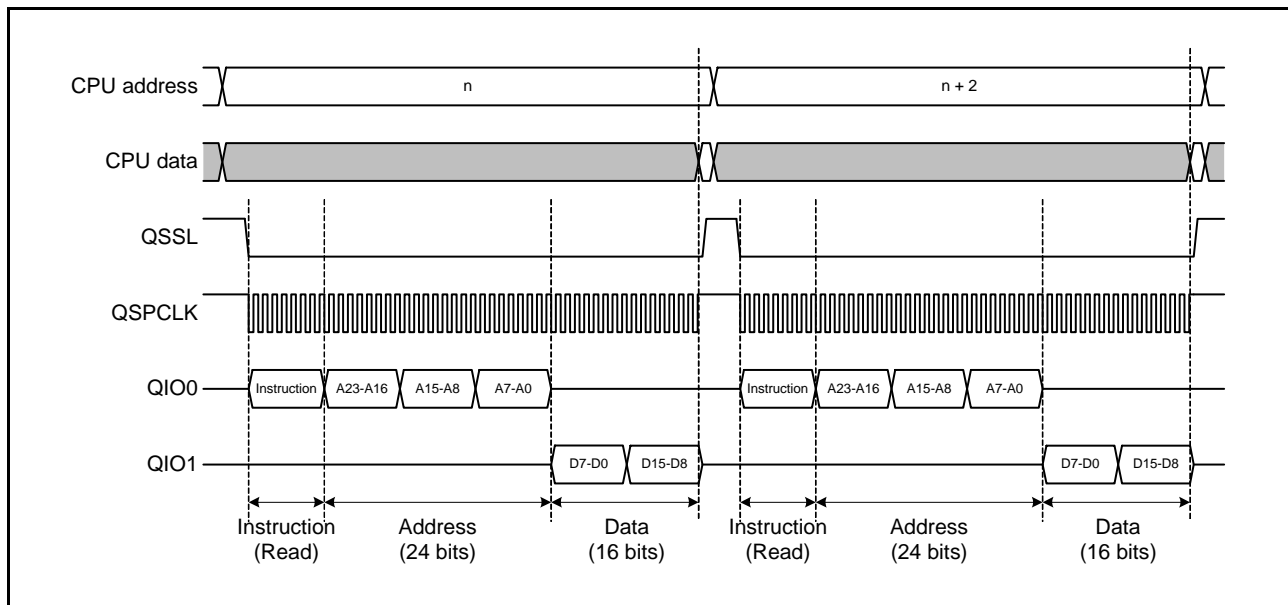 CPU address
n
n + 2
CPU data
QSSL
QSPCLK
QIO0
Instruction
A23-A16
A15-A8
A7-A0
Instruction
A23-A16
A15-A8
A7-A0
QIO1
D7-D0
D15-D8
D7-D0
D15-D8
Instruction
(Read)
Address
(24 bits)
Data
(16 bits)
Instruction
(Read)
Address
(24 bits)
Data
(16 bits)